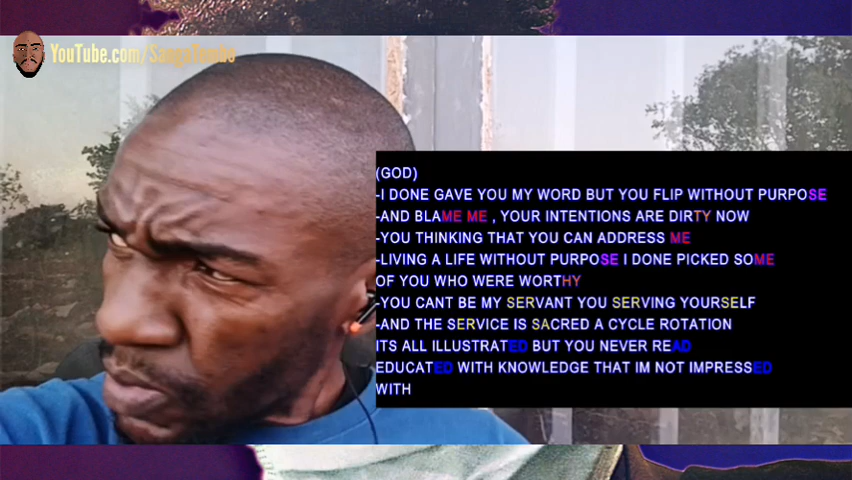 YouTube.com/SangoTembo
(GOD)
-I DONE GAVE YOU MY WORD BUT YOU FLIP WITHOUT PURPOSE
-AND BLAME ME , YOUR INTENTIONS ARE DIRTY NOW
-YOU THINKING THAT YOU CAN ADDRESS ME
-LIVING A LIFE WITHOUT PURPOSE I DONE PICKED SOME
OF YOU WHO WERE WORTHY
-YOU CANT BE MY SERVANT YOU SERVING YOURSELF
-AND THE SERVICE IS SACRED A CYCLE ROTATION
ITS ALL ILLUSTRATED BUT YOU NEVER READ
EDUCATED WITH KNOWLEDGE THAT IM NOT IMPRESSED
WITH